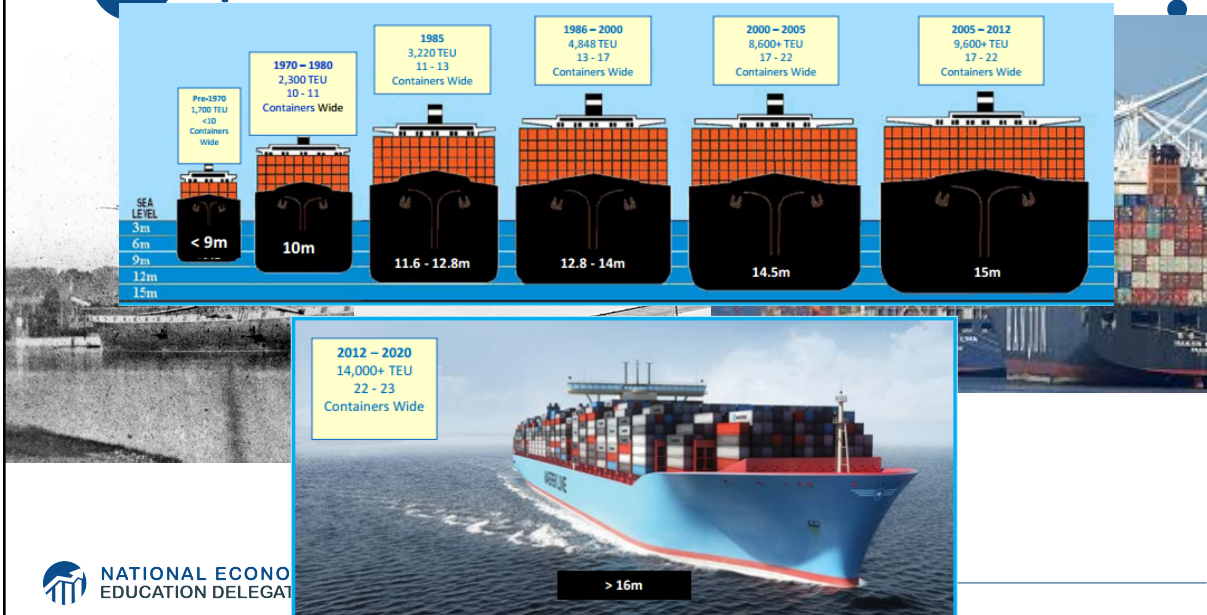 Pre-1970
1,700 TEU
<10
Containers
Wide
1970 – 1980
2,300 TEU
10 - 11
Containers Wide
1985
3,220 TEU
11 - 13
Containers Wide
1986 – 2000
4,848 TEU
13 - 17
Containers Wide
2000 – 2005
8,600+ TEU
17 - 22
Containers Wide
2005 – 2012
9,600+ TEU
17 - 22
Containers Wide
SEA
LEVEL
3m
6m
9m
12m
15m
< 9m
10m
11.6 - 12.8m
12.8 - 14m
14.5m
15m
2012 – 2020
14,000+ TEU
22 - 23
Containers Wide
> 16m
NATIONAL ECONO
EDUCATION DELEGAT